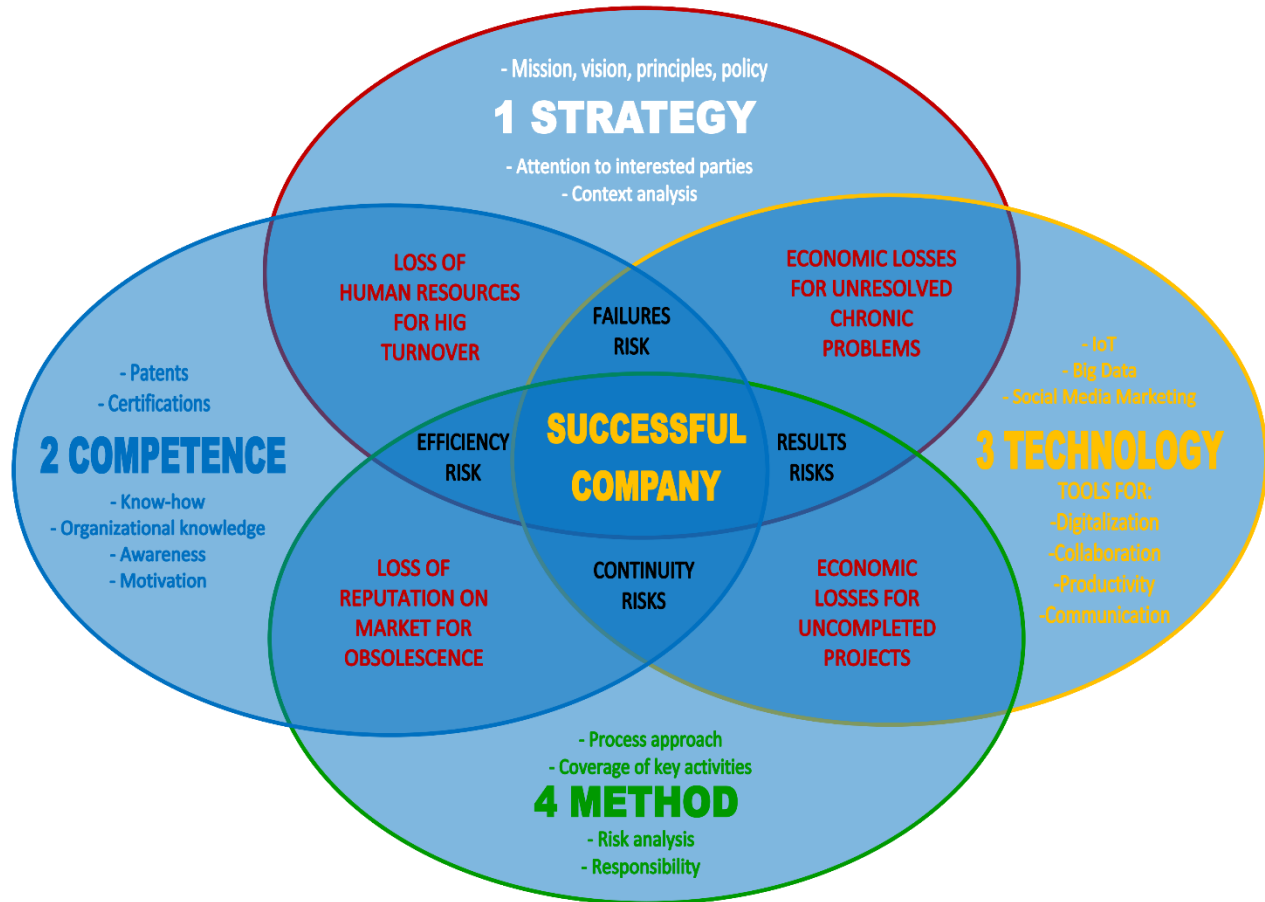 - Mission, vision, principles, policy
1 STRATEGY
- Attention to interested parties
- Context analysis
LOSS OF
HUMAN RESOURCES
FOR HIG
TURNOVER
FAILURES
RISK
ECONOMIC LOSSES
FOR UNRESOLVED
CHRONIC
PROBLEMS
- Patents
- Certifications
2 COMPETENCE
- Know-how
- Organizational knowledge
- Awareness
- Motivation
EFFICIENCY
RISK
SUCCESSFUL
COMPANY
RESULTS
RISKS
- IoT
- Big Data
- Social Media Marketing
3 TECHNOLOGY
TOOLS FOR:
-Digitalization
-Collaboration
-Productivity
-Communication
LOSS OF
REPUTATION ON
MARKET FOR
OBSOLESCENCE
CONTINUITY
RISKS
ECONOMIC
LOSSES FOR
UNCOMPLETED
PROJECTS
- Process approach
- Coverage of key activities
4 METHOD
- Risk analysis
- Responsibility